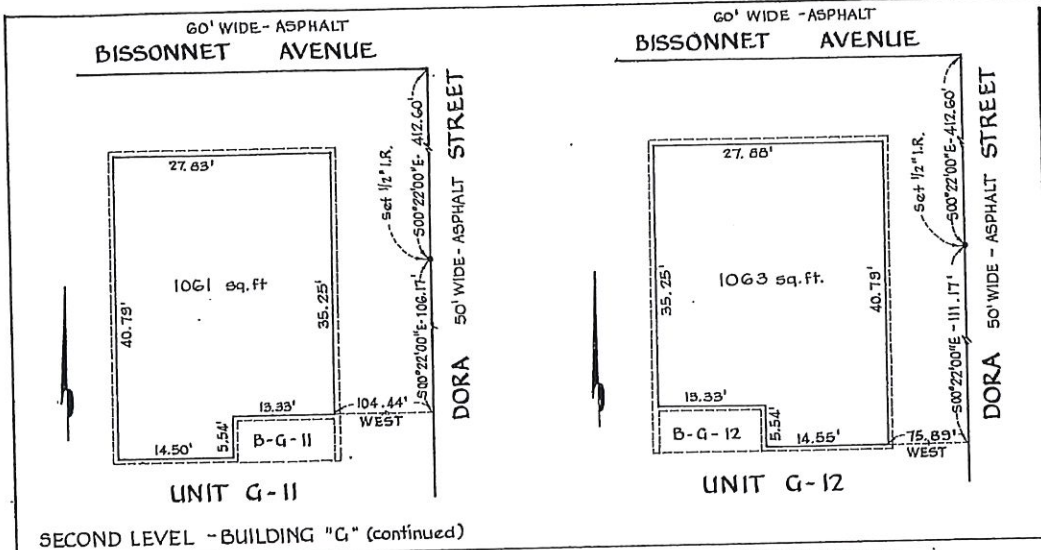 60' WIDE-ASPHALT
BISSONNET AVENUE
27.83'
1061 sq.ft
40.79'
35.25'
13.33'
5.54'
14.50'
B-G-11
104.44'
WEST
S00°22'00"E- 412.60'
Set 1/2" I.R.
S00°22'00"E-106.17'
DORA STREET
50' WIDE-ASPHALT
UNIT G-11
60' WIDE-ASPHALT
BISSONNET AVENUE
27.88'
35.25'
1063 sq.ft.
40.79'
13.33'
5.54'
14.55'
B-G-12
75.89'
WEST
S00°22'00"E-412.60'
Set 1/2" I.R.
S00°22'00"E -111.17'
DORA STREET
50' WIDE - ASPHALT
UNIT G-12
SECOND LEVEL -BUILDING "G" (continued)